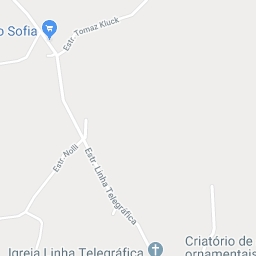 Estr. Tomaz Kluck
o Sofia
Estr. Nolli
Estr. Linha Telegráfica
Criatório de
ornamentais
Igreja Linha Telegráfica